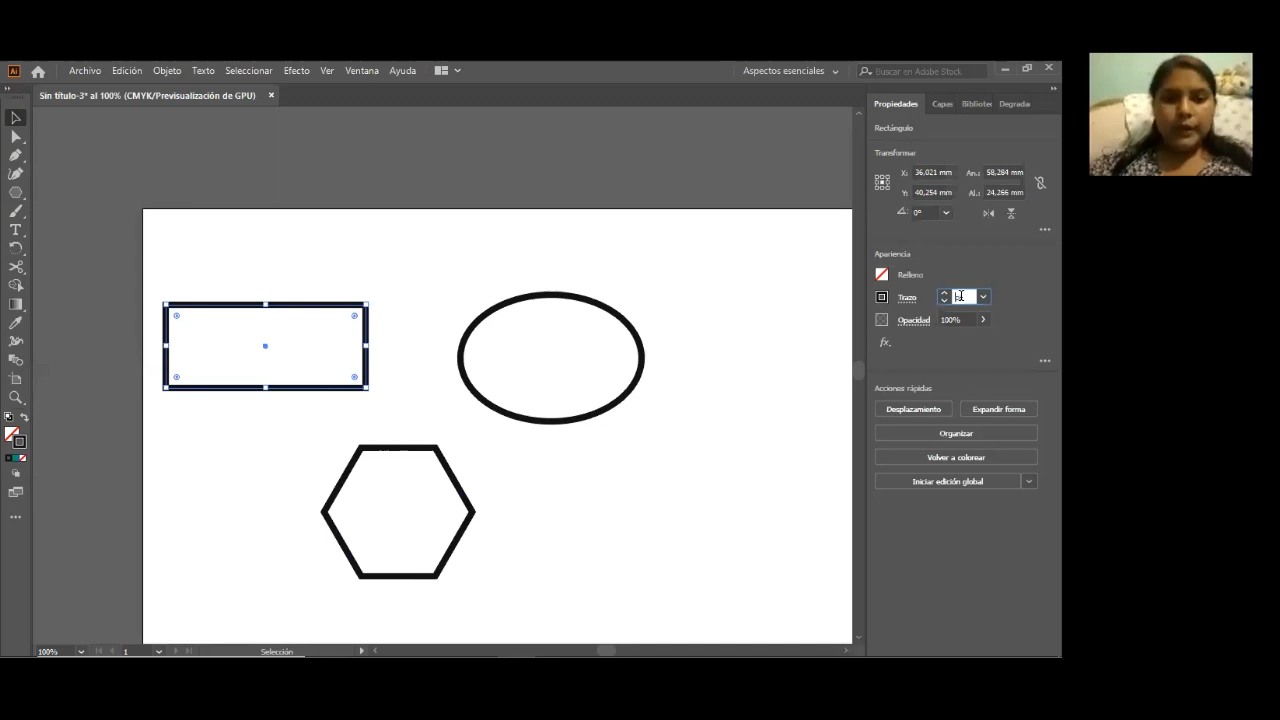 Ai Archivo Edición Objeto Texto Seleccionar Efecto Ver Ventana Ayuda Aspectos esenciales Buscar en Adobe Stock
Sin título-3* al 100% (CMYK/Previsualización de GPU)
Propiedades Capas Bibliotec Degrada
Rectángulo
Transformar
X: 36,021 mm An.: 58,284 mm
Y: 40,254 mm Al.: 24,266 mm
0°
Apariencia
Relleno
Trazo
Opacidad 100%
fx.
Acciones rápidas
Desplazamiento Expandir forma
Organizar
Volver a colorear
Iniciar edición global
100% 1 Selección